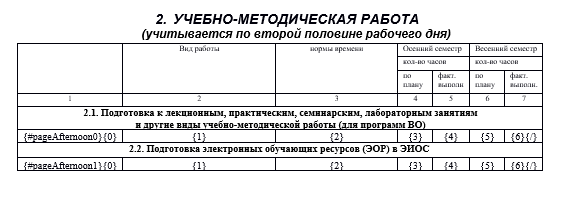 2. УЧЕБНО-МЕТОДИЧЕСКАЯ РАБОТА
(учитывается по второй половине рабочего дня)
Вид работы нормы времени Осенний семестр Весенний семестр
кол-во часов кол-во часов
по плану факт. выполн. по плану факт. выполн.
1 2 3 4 5 6 7
2.1. Подготовка к лекционным, практическим, семинарским, лабораторным занятиям
и другие виды учебно-методической работы (для программ ВО)
{#pageAfternoon0}{0} {1} {2} {3} {4} {5} {6}{/}
2.2. Подготовка электронных обучающих ресурсов (ЭОР) в ЭИОС
{#pageAfternoon1}{0} {1} {2} {3} {4} {5} {6}{/}